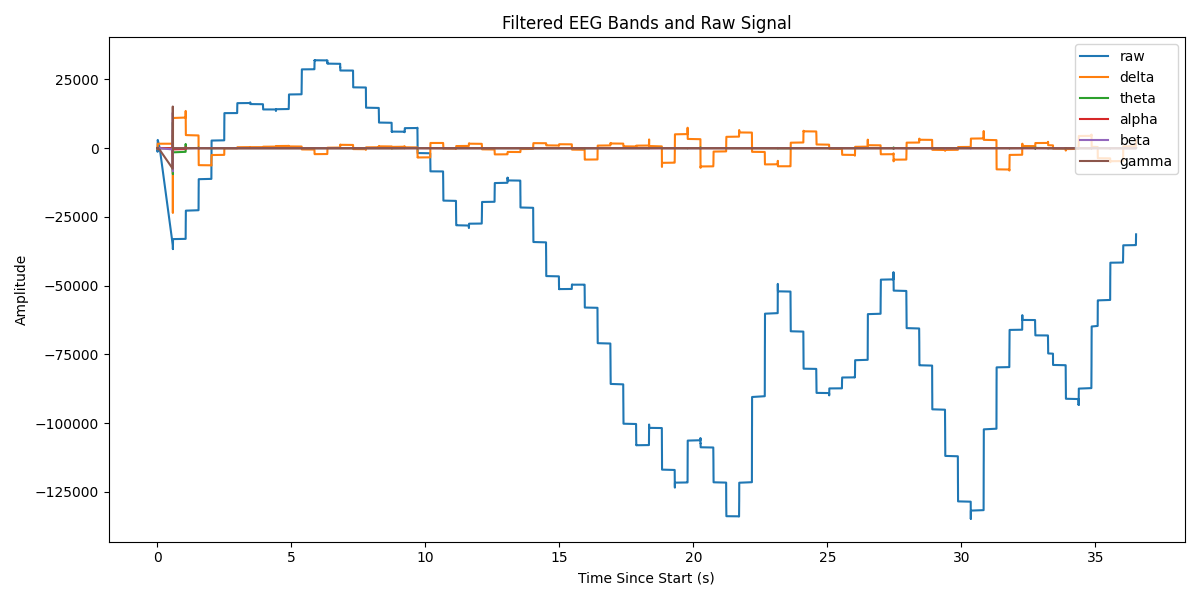 Filtered EEG Bands and Raw Signal
raw
delta
theta
alpha
beta
gamma
25000
0
−25000
−50000
−75000
−100000
−125000
Amplitude
0 5 10 15 20 25 30 35
Time Since Start (s)